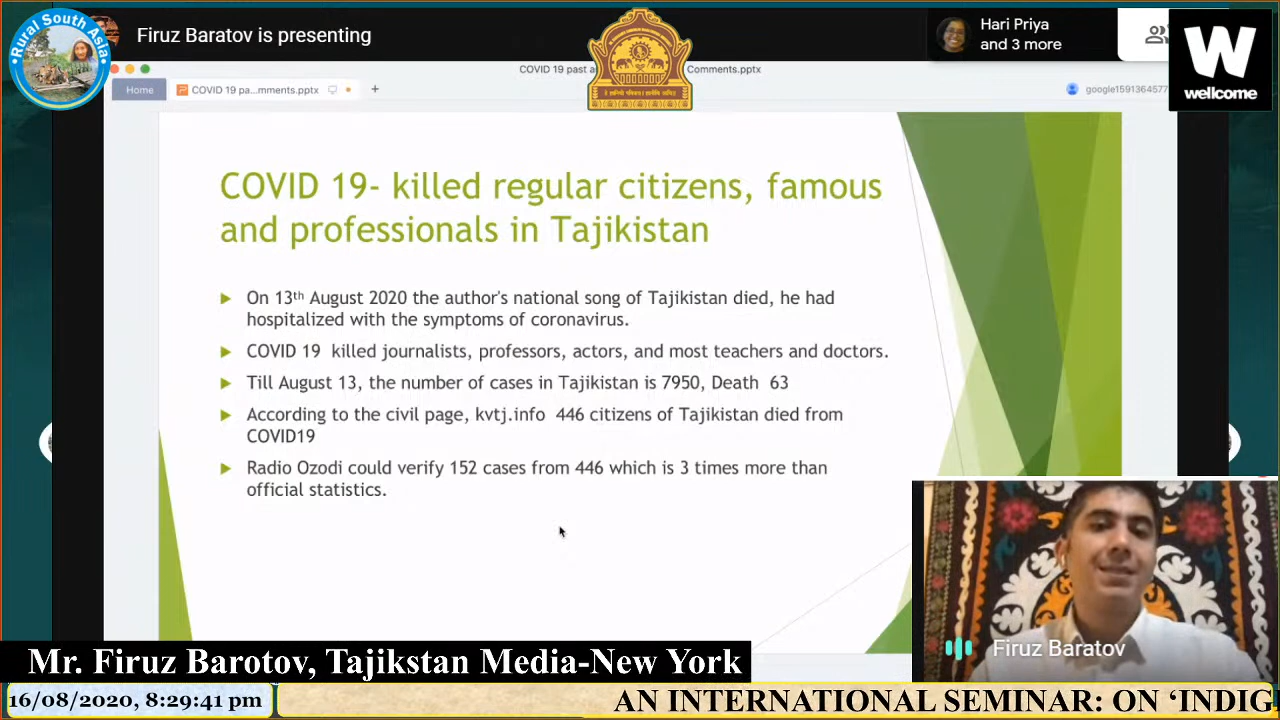 Rural South Asia
Firuz Baratov is presenting
Hari Priya
and 3 more
W
wellcome
COVID 19 past a
Comments.pptx
Home
COVID 19 pa...mments.pptx
+
google1591364577
COVID 19- killed regular citizens, famous
and professionals in Tajikistan
On 13th August 2020 the author's national song of Tajikistan died, he had
hospitalized with the symptoms of coronavirus.
COVID 19 killed journalists, professors, actors, and most teachers and doctors.
Till August 13, the number of cases in Tajikistan is 7950, Death 63
According to the civil page, kvtj.info 446 citizens of Tajikistan died from
COVID19
Radio Ozodi could verify 152 cases from 446 which is 3 times more than
official statistics.
Firuz Baratov
Mr. Firuz Barotov, Tajikstan Media-New York
16/08/2020, 8:29:41 pm
AN INTERNATIONAL SEMINAR: ON ‘INDIG